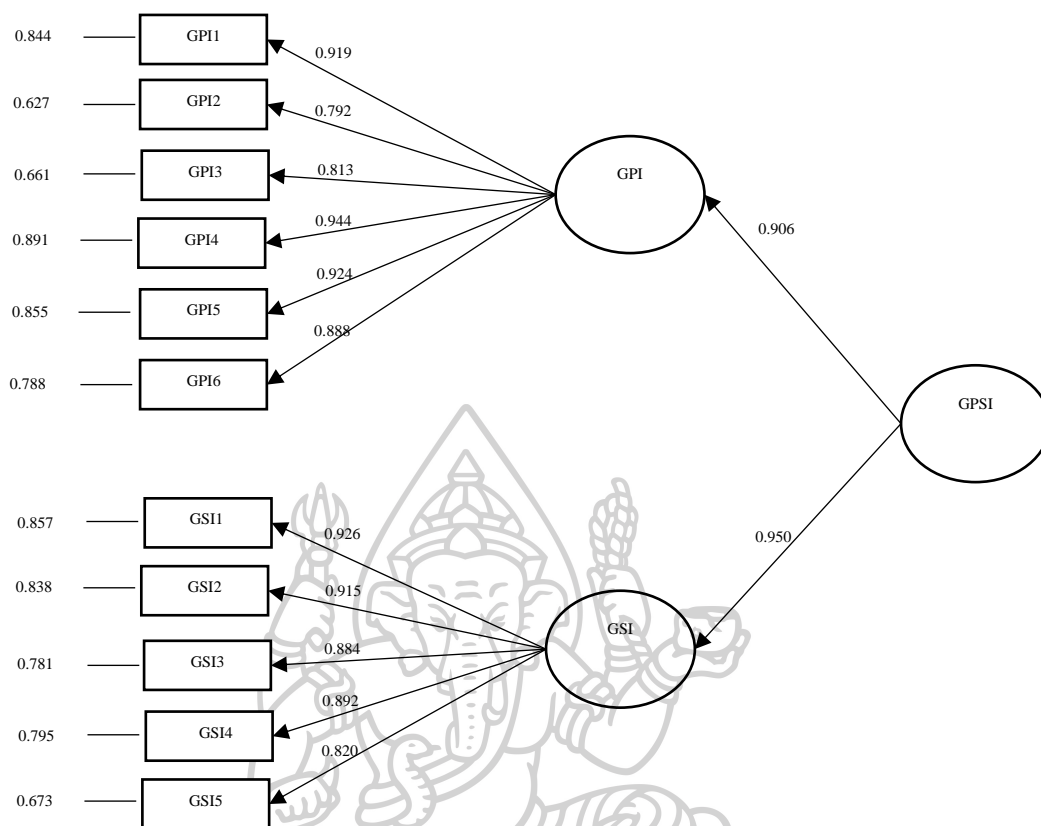 0.844 GPI1 0.919
0.627 GPI2 0.792
0.661 GPI3 0.813
0.891 GPI4 0.944
0.855 GPI5 0.924
0.788 GPI6 0.888
GPI
0.906
GPSI
0.857 GSI1 0.926
0.838 GSI2 0.915
0.781 GSI3 0.884
0.795 GSI4 0.892
0.673 GSI5 0.820
GSI
0.950